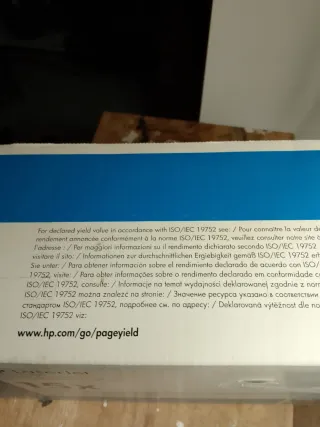 For declared yield value in accordance with ISO/IEC 19752 see: / Pour connaître la valeur de
rendement annoncée conformément à la norme ISO/IEC 19752, veuillez consulter notre site à
l'adresse : / Per maggiori informazioni su il rendimento dichiarato secondo ISO/IEC 19752
visitare il sito: / Informationen zur durchschnittlichen Ergiebigkeit gemäß ISO/IEC 19752 erh
Sie unter: / Para obtener información sobre el rendimiento declarado de acuerdo con ISO/
19752, visite: / Para obter informações sobre o rendimento declarado em conformidade c
ISO/IEC 19752, consulte: / Informacje na temat wydajności deklarowanej, zgodnie z norm
ISO/IEC 19752 można znaleźć na stronie: / Значение ресурса указано в соответствии
стандартом ISO/IEC 19752, подробнее см. по адресу: / Deklarovaná výtěžnost dle no
ISO/IEC 19752 viz:
www.hp.com/go/pageyield